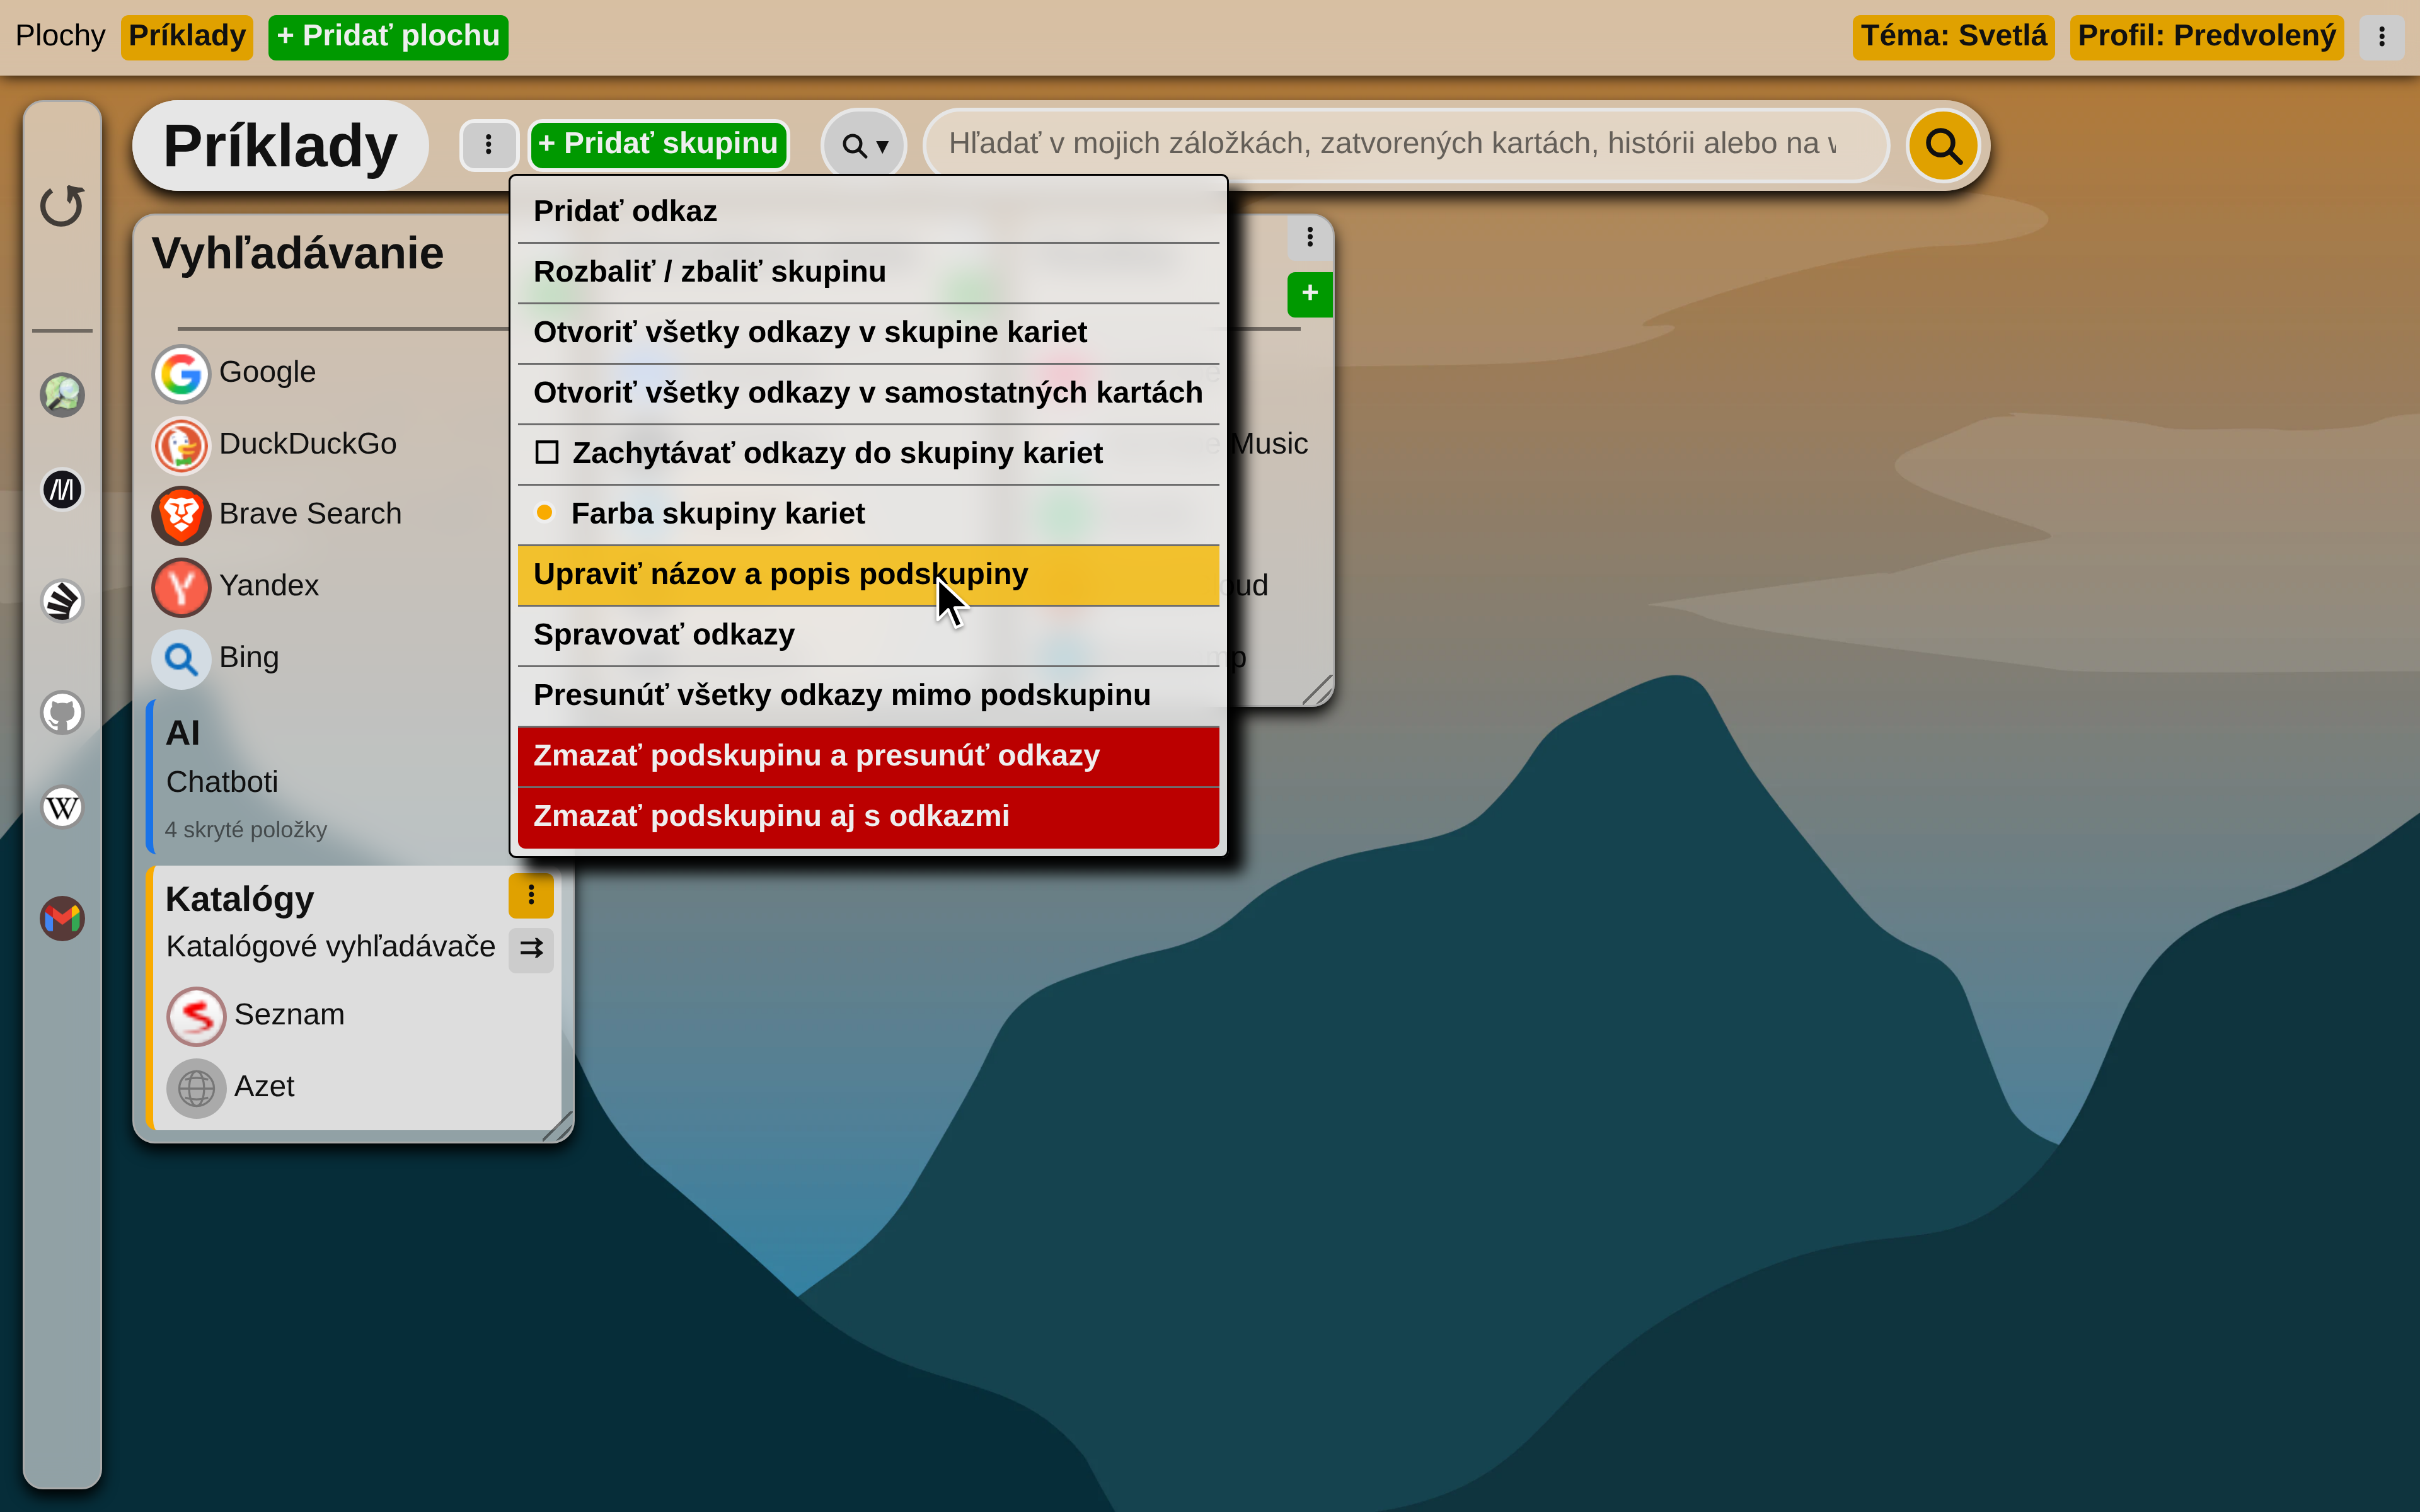 Plochy Príklady + Pridať plochu Téma: Svetlá Profil: Predvolený
Príklady + Pridať skupinu Hľadať v mojich záložkách, zatvorených kartách, histórii alebo na
Vyhľadávanie
Google
DuckDuckGo
Brave Search
Yandex
Bing
AI
Chatboti
4 skryté položky
Katalógy
Katalógové vyhľadávače
Seznam
Azet
Pridať odkaz
Rozbaliť / zbaliť skupinu
Otvoriť všetky odkazy v skupine kariet
Otvoriť všetky odkazy v samostatných kartách
Zachytávať odkazy do skupiny kariet
Farba skupiny kariet
Upraviť názov a popis podskupiny
Spravovať odkazy
Presunúť všetky odkazy mimo podskupinu
Zmazať podskupinu a presunúť odkazy
Zmazať podskupinu aj s odkazmi
+
Music